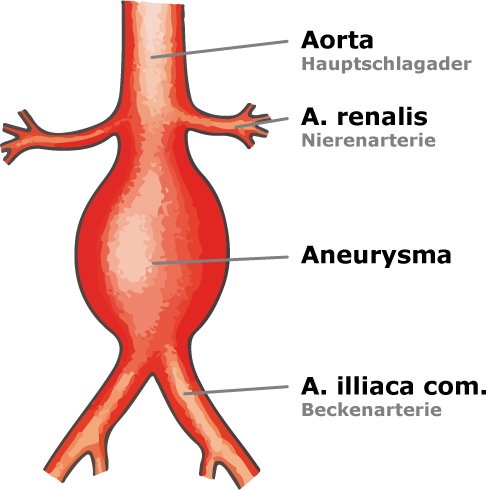 Aorta
Hauptschlagader
A. renalis
Nierenarterie
Aneurysma
A. illiaca com.
Beckenarterie